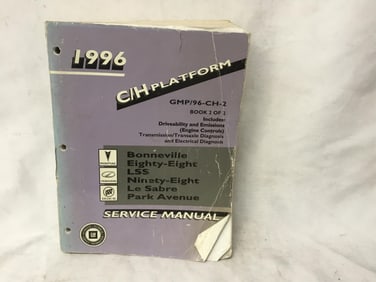 1996
C/H PLATFORM
GMP/96-CH-2
BOOK 2 OF 2
Includes:
Driveability and Emissions
(Engine Controls)
Transmission/Transaxle Diagnosis
and Electrical Diagnosis
Bonneville
Eighty-Eight
LSS
Ninety-Eight
Le Sabre
Park Avenue
SERVICE MANUAL
GM